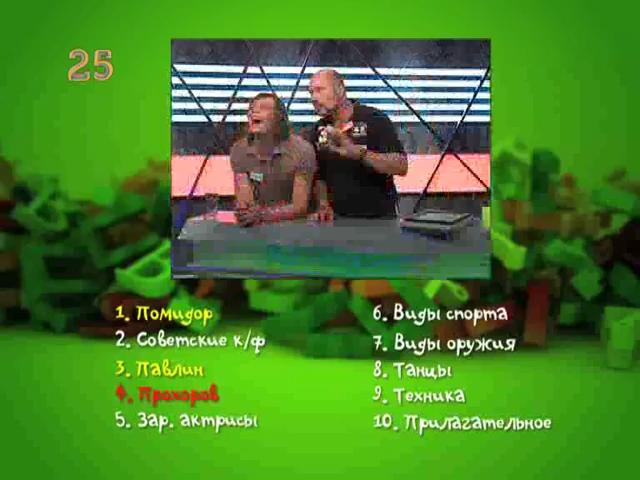 25
1. Помидор
2. Советские к/ф
3. Павлин
4. Прохоров
5. Зар. актрисы
6. Виды спорта
7. Виды оружия
8. Танцы
9. Техника
10. Прилагательное